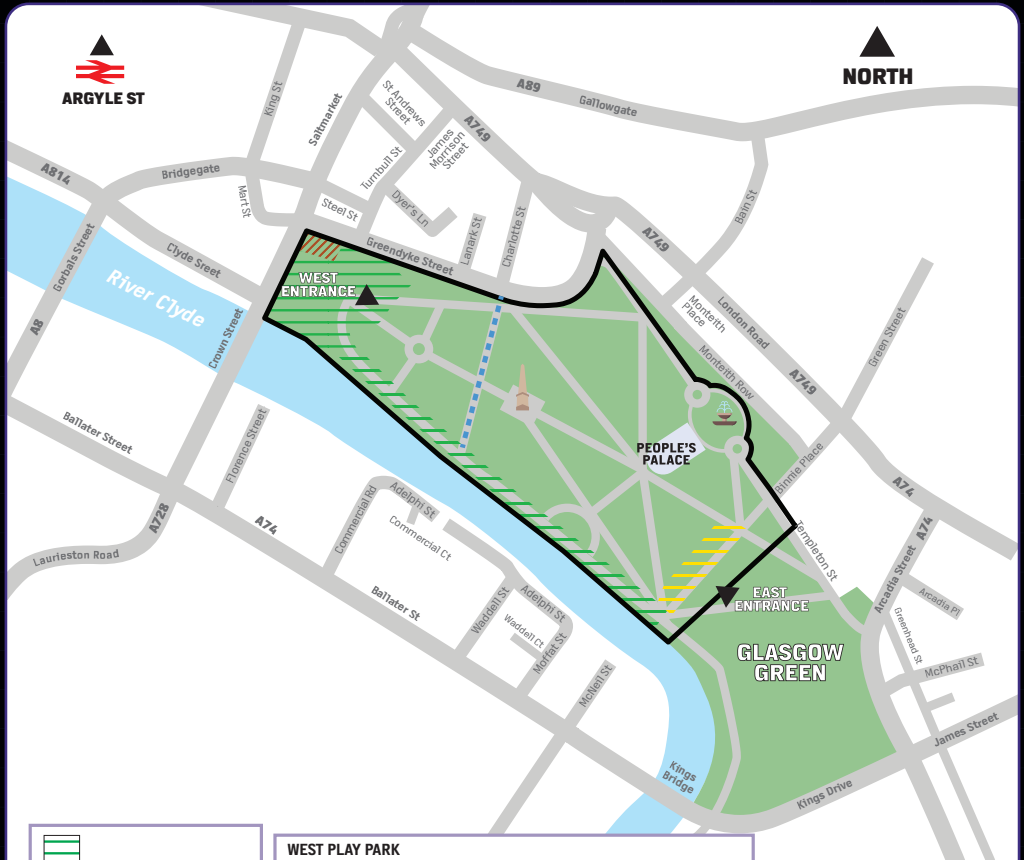 ARGYLE ST
NORTH
King St
Saltmarket
St Andrews
Street
A749
A89
Gallowgate
James
Morrison
Street
Turnbull St
A814
Bridgegate
Mart St
Steel St
Dyer's Ln
Lanark St
Charlotte St
Bain St
A749
Gorbals Street
Clyde Sreet
Greendyke Street
River Clyde
WEST
ENTRANCE
A8
Crown Street
Monteith
Place
London Road
Monteith Row
A749
Green Street
Ballater Street
Florence Street
PEOPLE'S
PALACE
Binnie Place
A74
A728
A74
Laurieston Road
Commercial Rd
Adelphi St
Commercial Ct
Templeton St
A74
Arcadia Street
Arcadia Pl
Ballater St
Waddell St
Adelphi St
Waddell Ct
Moffat St
EAST
ENTRANCE
Greenhead St
GLASGOW
GREEN
McPhail St
McNeil St
James Street
Kings
Bridge
Kings Drive
WEST PLAY PARK